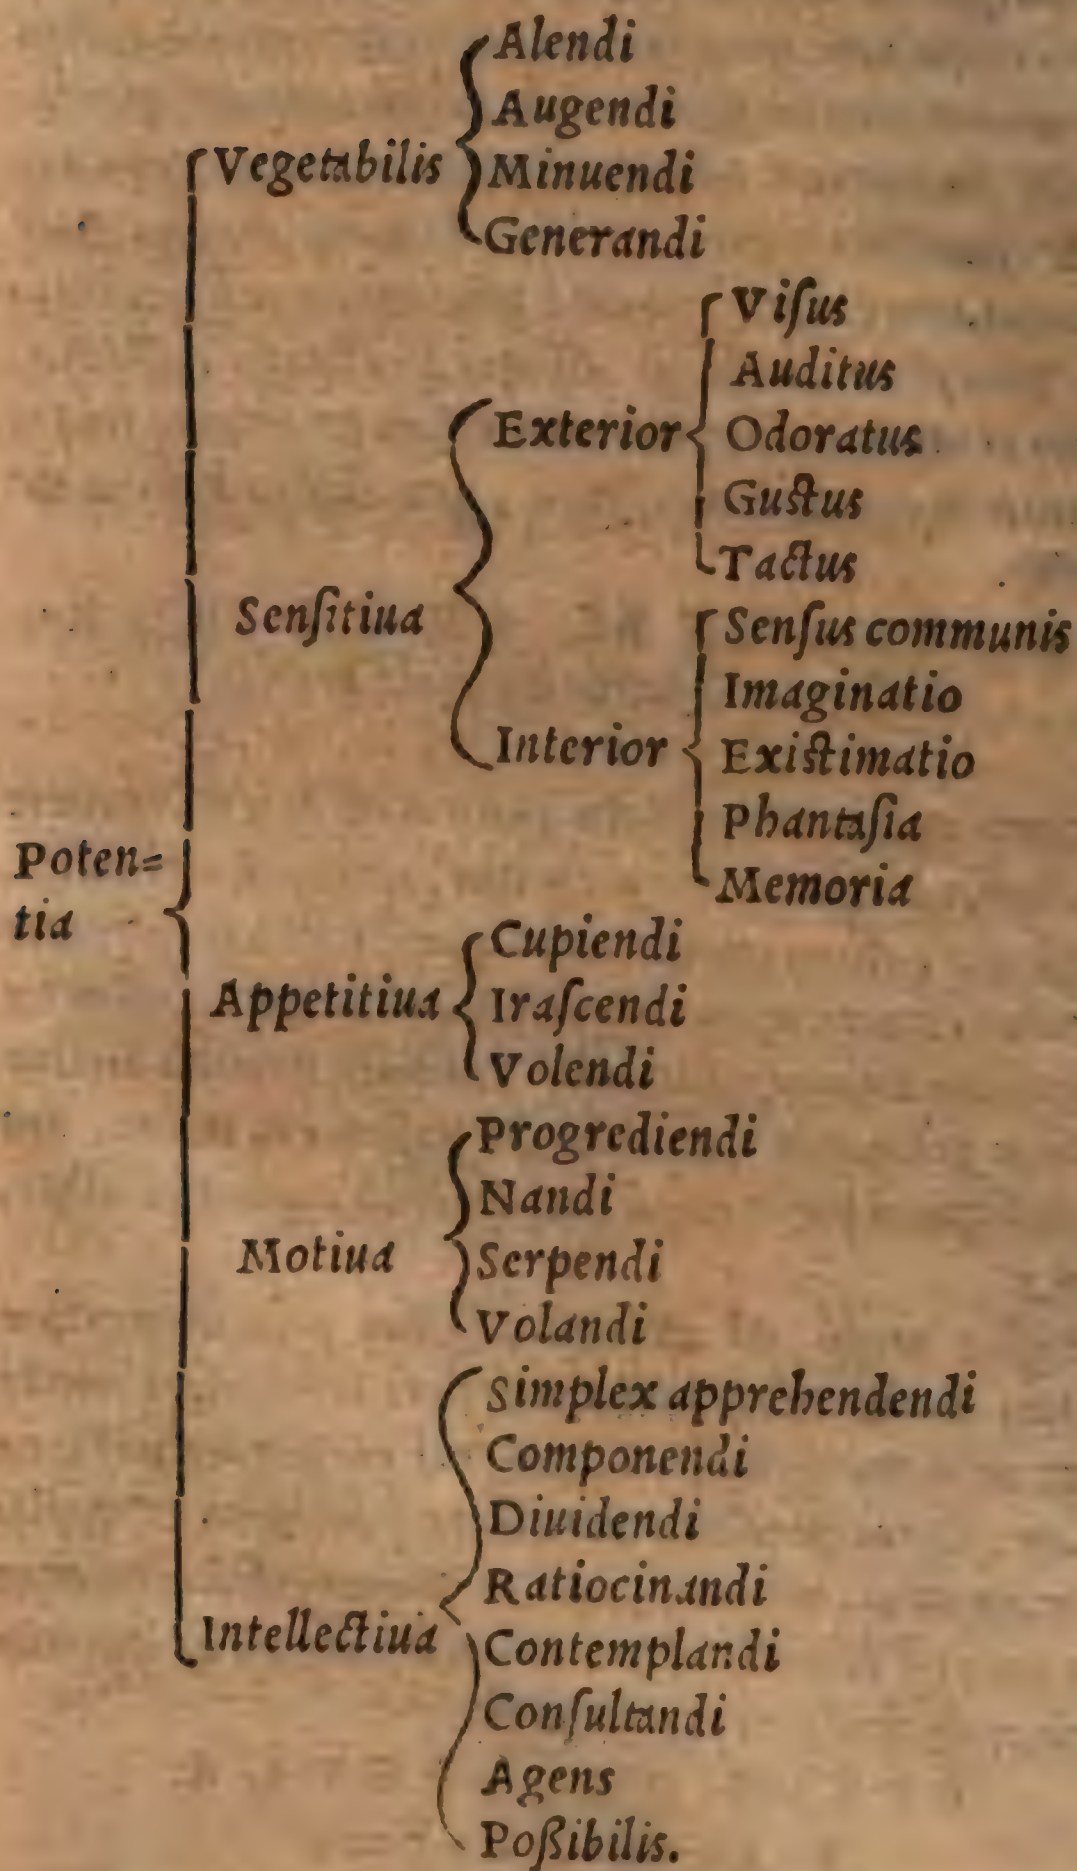 Alendi
Augendi
Vegetabilis
Minuendi
Generandi
Viſus
Auditus
Exterior
Odoratus
Guſtus
Tactus
Senſitiua
Senſus communis
Imaginatio
Interior
Exiſtimatio
Phantaſia
Memoria
Poten=
tia
Cupiendi
Appetitiua
Iraſcendi
Volendi
Progrediendi
Nandi
Motiua
Serpendi
Volandi
Simplex apprehendendi
Componendi
Diuidendi
Ratiocinandi
Intellectiua
Contemplandi
Conſultandi
Agens
Poßibilis.